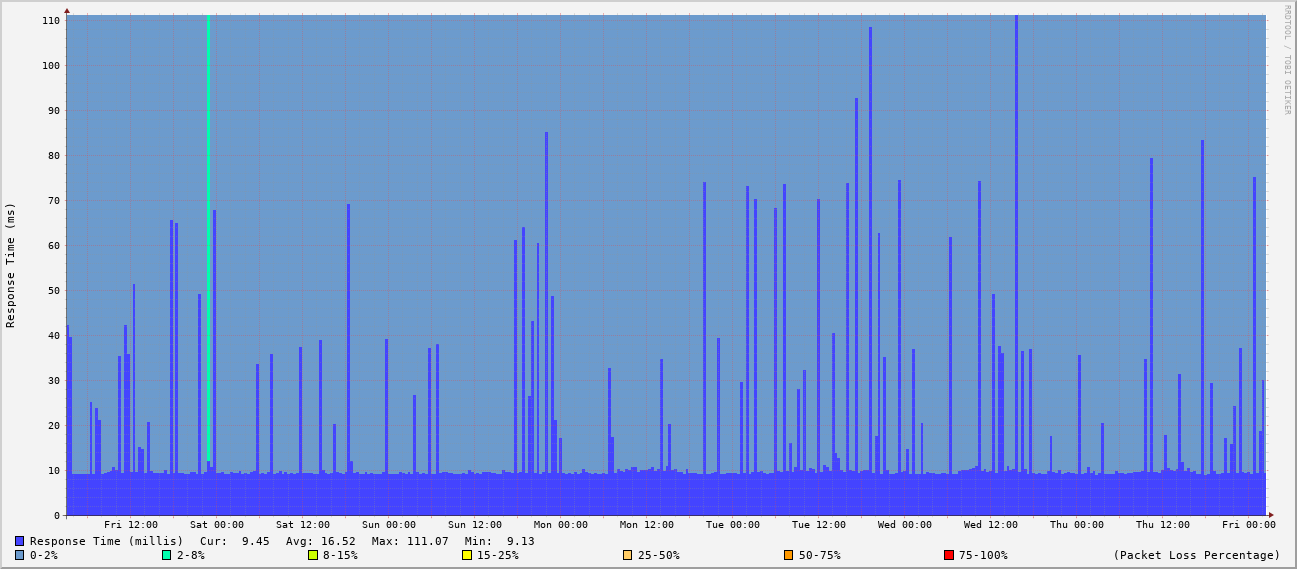 RRDTOOL / TOBI OETIKER
Response Time (ms)
110
100
90
80
70
60
50
40
30
20
10
0
Fri 12:00 Sat 00:00 Sat 12:00 Sun 00:00 Sun 12:00 Mon 00:00 Mon 12:00 Tue 00:00 Tue 12:00 Wed 00:00 Wed 12:00 Thu 00:00 Thu 12:00 Fri 00:00
Response Time (millis) Cur: 9.45 Avg: 16.52 Max: 111.07 Min: 9.13
0-2% 2-8% 8-15% 15-25% 25-50% 50-75% 75-100% (Packet Loss Percentage)